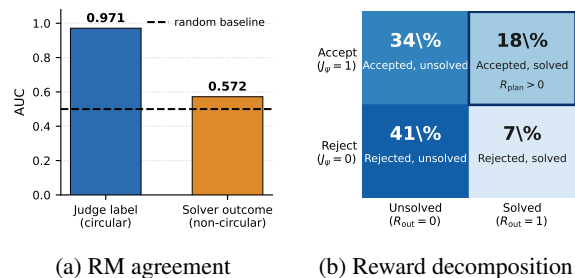 0.971
random baseline
0.572
AUC
1.0
0.8
0.6
0.4
0.2
0.0
Judge label
(circular)
Solver outcome
(non-circular)
(a) RM agreement
Accept
(Jψ = 1)
34\%
Accepted, unsolved
18\%
Accepted, solved
Rplan > 0
Reject
(Jψ = 0)
41\%
Rejected, unsolved
7\%
Rejected, solved
Unsolved
(Rout = 0)
Solved
(Rout = 1)
(b) Reward decomposition